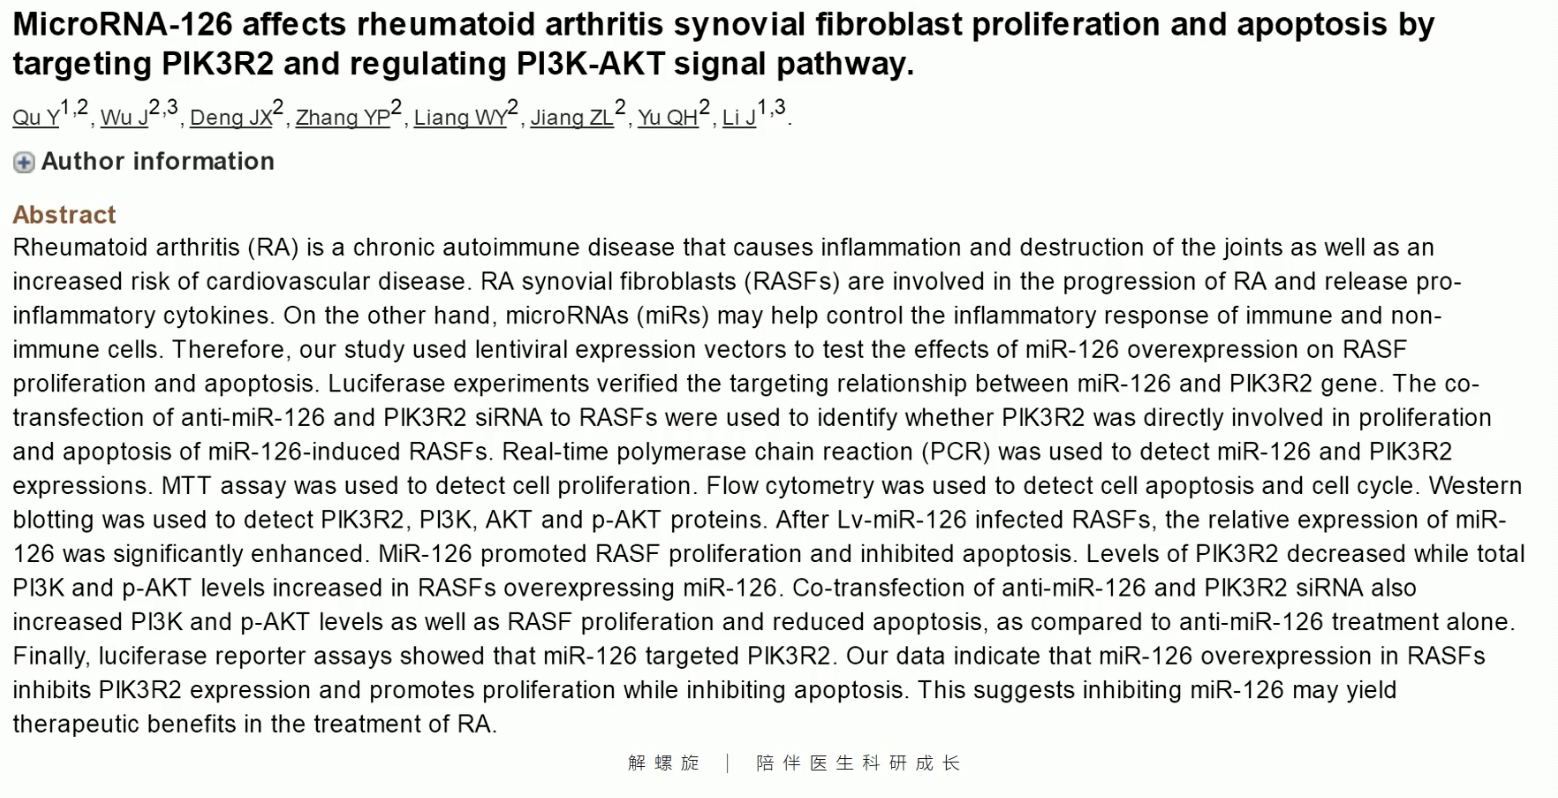 MicroRNA-126 affects rheumatoid arthritis synovial fibroblast proliferation and apoptosis by
targeting PIK3R2 and regulating PI3K-AKT signal pathway.
Qu Y1,2, Wu J2,3, Deng JX2, Zhang YP2, Liang WY2, Jiang ZL2, Yu QH2, Li J1,3.
Author information
Abstract
Rheumatoid arthritis (RA) is a chronic autoimmune disease that causes inflammation and destruction of the joints as well as an
increased risk of cardiovascular disease. RA synovial fibroblasts (RASFs) are involved in the progression of RA and release pro-
inflammatory cytokines. On the other hand, microRNAs (miRs) may help control the inflammatory response of immune and non-
immune cells. Therefore, our study used lentiviral expression vectors to test the effects of miR-126 overexpression on RASF
proliferation and apoptosis. Luciferase experiments verified the targeting relationship between miR-126 and PIK3R2 gene. The co-
transfection of anti-miR-126 and PIK3R2 siRNA to RASFs were used to identify whether PIK3R2 was directly involved in proliferation
and apoptosis of miR-126-induced RASFs. Real-time polymerase chain reaction (PCR) was used to detect miR-126 and PIK3R2
expressions. MTT assay was used to detect cell proliferation. Flow cytometry was used to detect cell apoptosis and cell cycle. Western
blotting was used to detect PIK3R2, PI3K, AKT and p-AKT proteins. After Lv-miR-126 infected RASFs, the relative expression of miR-
126 was significantly enhanced. MiR-126 promoted RASF proliferation and inhibited apoptosis. Levels of PIK3R2 decreased while total
PI3K and p-AKT levels increased in RASFs overexpressing miR-126. Co-transfection of anti-miR-126 and PIK3R2 siRNA also
increased PI3K and p-AKT levels as well as RASF proliferation and reduced apoptosis, as compared to anti-miR-126 treatment alone.
Finally, luciferase reporter assays showed that miR-126 targeted PIK3R2. Our data indicate that miR-126 overexpression in RASFs
inhibits PIK3R2 expression and promotes proliferation while inhibiting apoptosis. This suggests inhibiting miR-126 may yield
therapeutic benefits in the treatment of RA.
解螺旋 | 陪伴医生科研成长